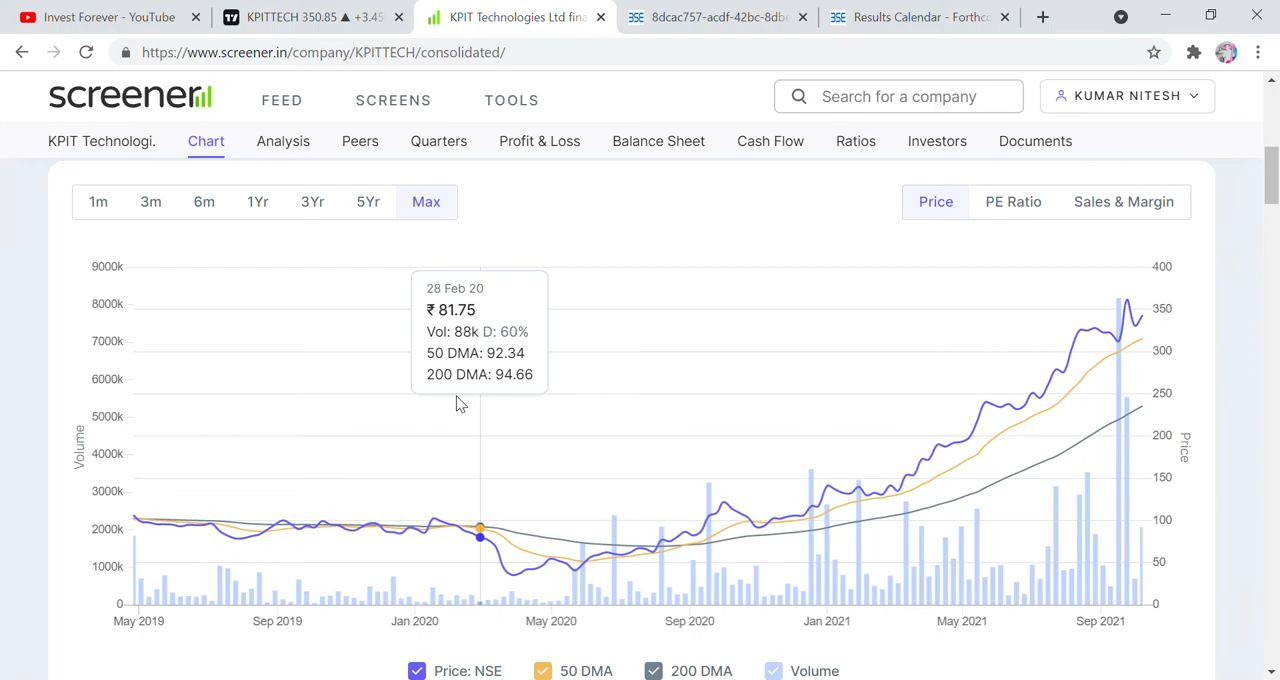 Invest Forever - YouTube
KPITTECH 350.85 ▲ +3.45
KPIT Technologies Ltd fina
8dcac757-acdf-42bc-8db
Results Calendar - Forthc
https://www.screener.in/company/KPITTECH/consolidated/
screener
FEED
SCREENS
TOOLS
Search for a company
KUMAR NITESH
KPIT Technologi.
Chart
Analysis
Peers
Quarters
Profit & Loss
Balance Sheet
Cash Flow
Ratios
Investors
Documents
1m 3m 6m 1Yr 3Yr 5Yr Max
Price PE Ratio Sales & Margin
9000k
8000k
7000k
6000k
5000k
4000k
3000k
2000k
1000k
0
Volume
28 Feb 20
₹ 81.75
Vol: 88k D: 60%
50 DMA: 92.34
200 DMA: 94.66
400
350
300
250
200
150
100
50
0
Price
May 2019 Sep 2019 Jan 2020 May 2020 Sep 2020 Jan 2021 May 2021 Sep 2021
Price: NSE 50 DMA 200 DMA Volume